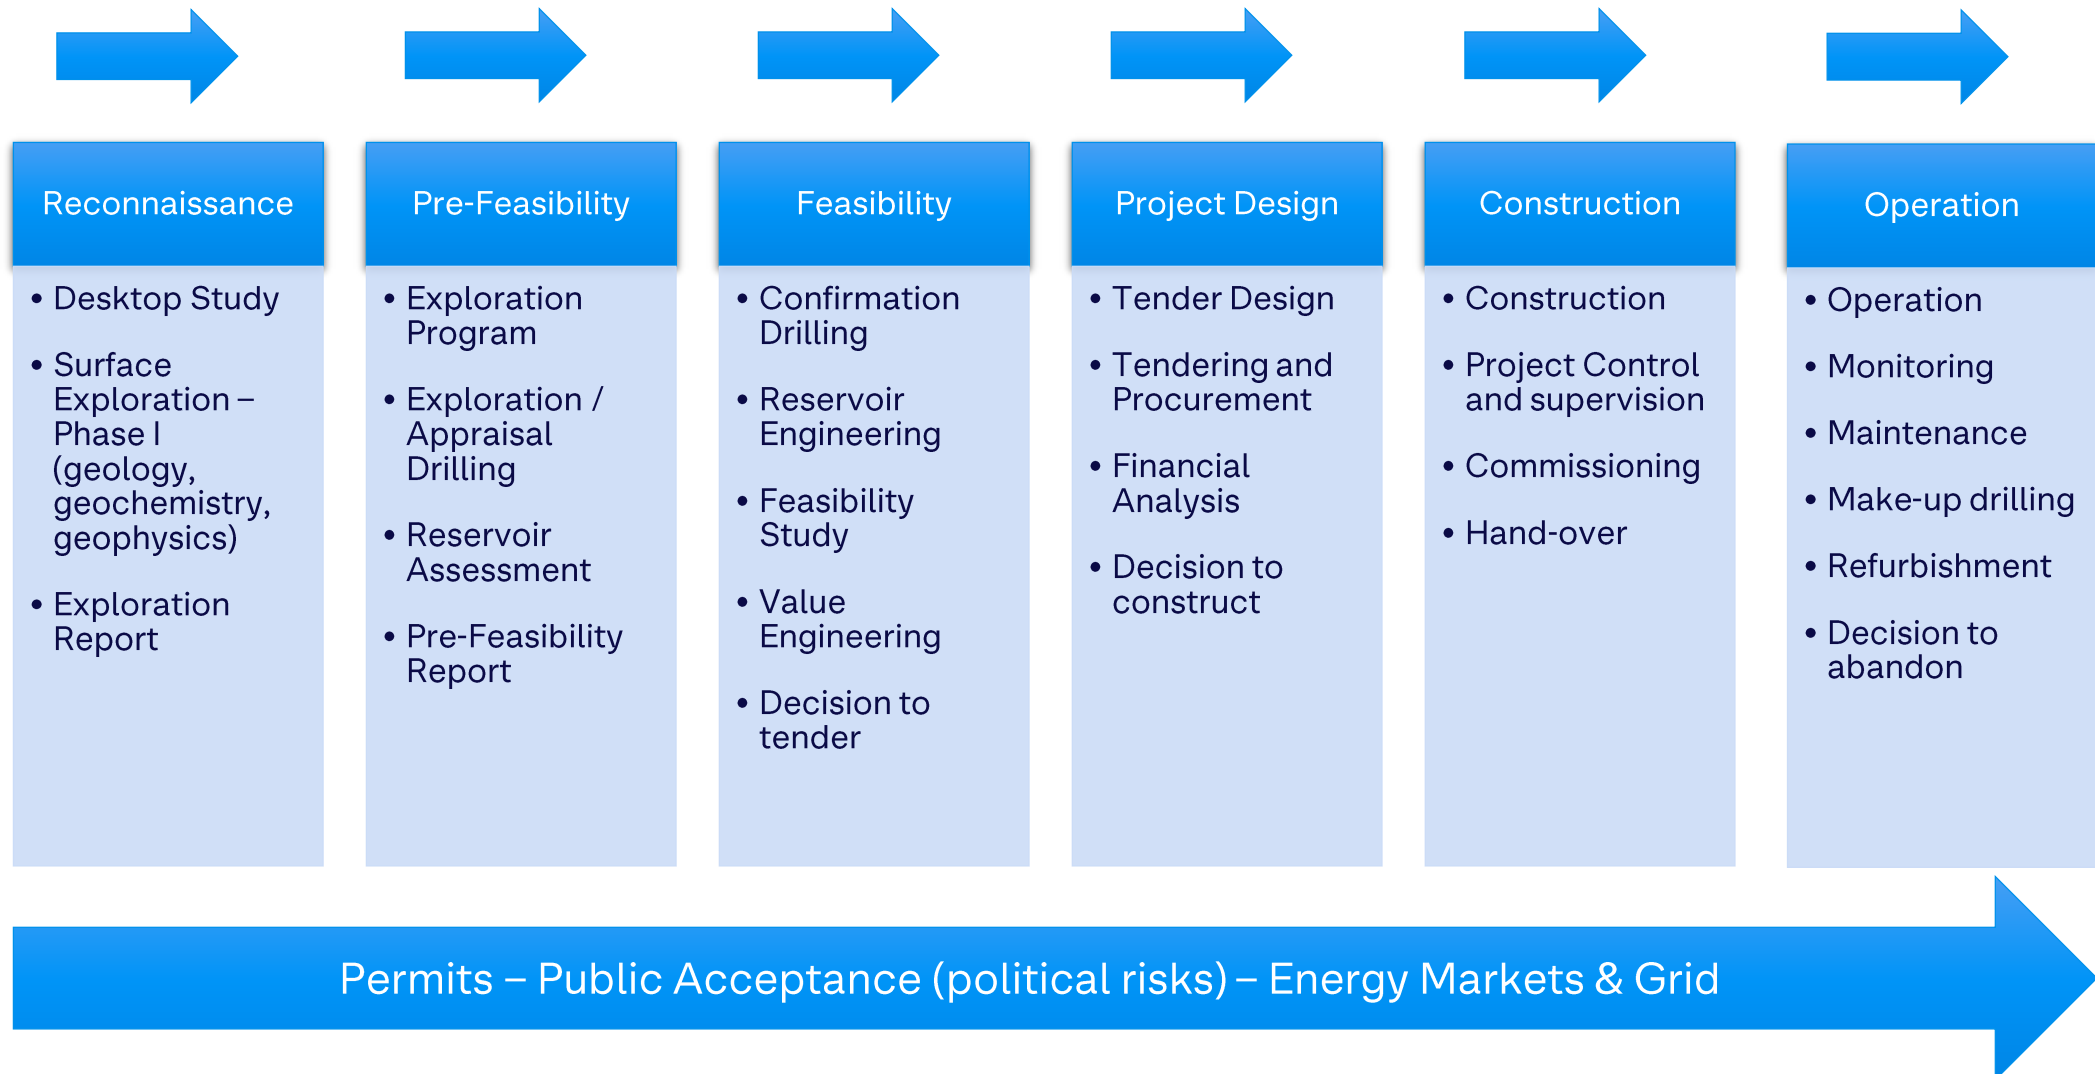 Reconnaissance
• Desktop Study
• Surface
Exploration –
Phase I
(geology,
geochemistry,
geophysics)
• Exploration
Report
Pre-Feasibility
• Exploration
Program
• Exploration /
Appraisal
Drilling
• Reservoir
Assessment
• Pre-Feasibility
Report
Feasibility
• Confirmation
Drilling
• Reservoir
Engineering
• Feasibility
Study
• Value
Engineering
• Decision to
tender
Project Design
• Tender Design
• Tendering and
Procurement
• Financial
Analysis
• Decision to
construct
Construction
• Construction
• Project Control
and supervision
• Commissioning
• Hand-over
Operation
• Operation
• Monitoring
• Maintenance
• Make-up drilling
• Refurbishment
• Decision to
abandon
Permits – Public Acceptance (political risks) – Energy Markets & Grid